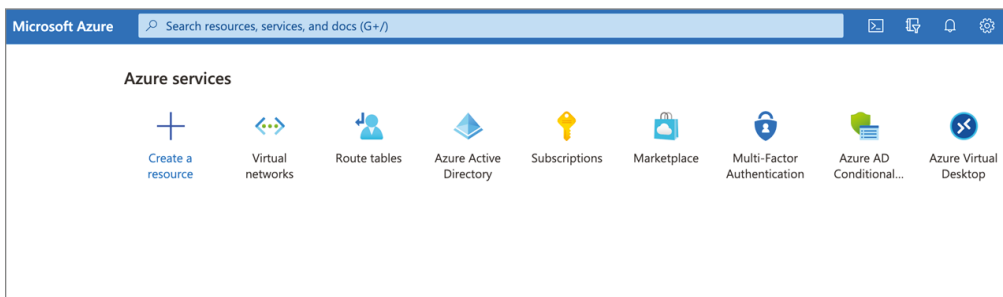 Microsoft Azure
Search resources, services, and docs (G+/)
Azure services
Create a
resource
Virtual
networks
Route tables
Azure Active
Directory
Subscriptions
Marketplace
Multi-Factor
Authentication
Azure AD
Conditional...
Azure Virtual
Desktop